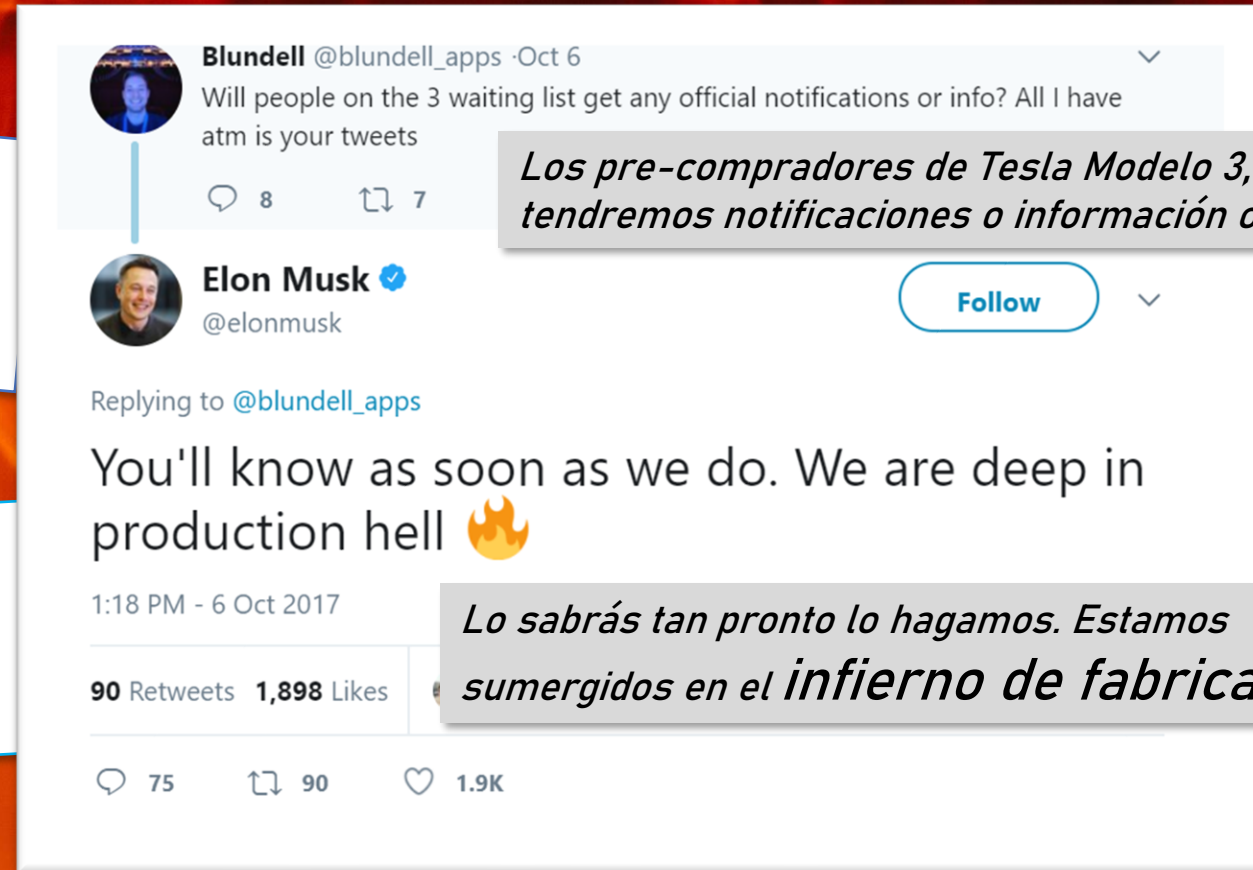 Blundell @blundell_apps ·Oct 6
Will people on the 3 waiting list get any official notifications or info? All I have
atm is your tweets
Los pre-compradores de Tesla Modelo 3,
tendremos notificaciones o información
8 7
Elon Musk
@elonmusk
Follow
Replying to @blundell_apps
You'll know as soon as we do. We are deep in
production hell 🔥
1:18 PM - 6 Oct 2017
Lo sabrás tan pronto lo hagamos. Estamos
sumergidos en el infierno de
90 Retweets 1,898 Likes
75 90 1.9K